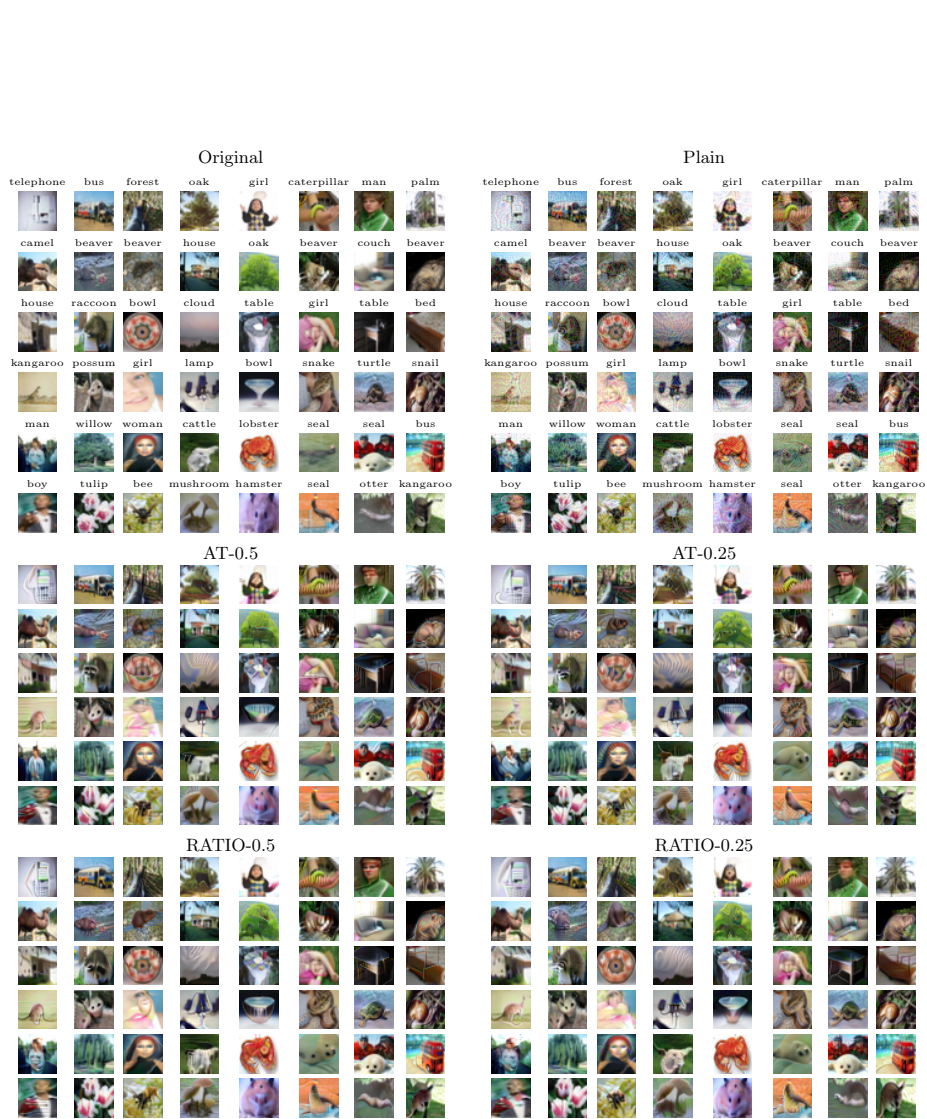 Original
telephone bus forest oak girl caterpillar man palm
camel beaver beaver house oak beaver couch beaver
house raccoon bowl cloud table girl table bed
kangaroo possum girl lamp bowl snake turtle snail
man willow woman cattle lobster seal seal bus
boy tulip bee mushroom hamster seal otter kangaroo
Plain
telephone bus forest oak girl caterpillar man palm
camel beaver beaver house oak beaver couch beaver
house raccoon bowl cloud table girl table bed
kangaroo possum girl lamp bowl snake turtle snail
man willow woman cattle lobster seal seal bus
boy tulip bee mushroom hamster seal otter kangaroo
AT-0.5
AT-0.25
RATIO-0.5
RATIO-0.25